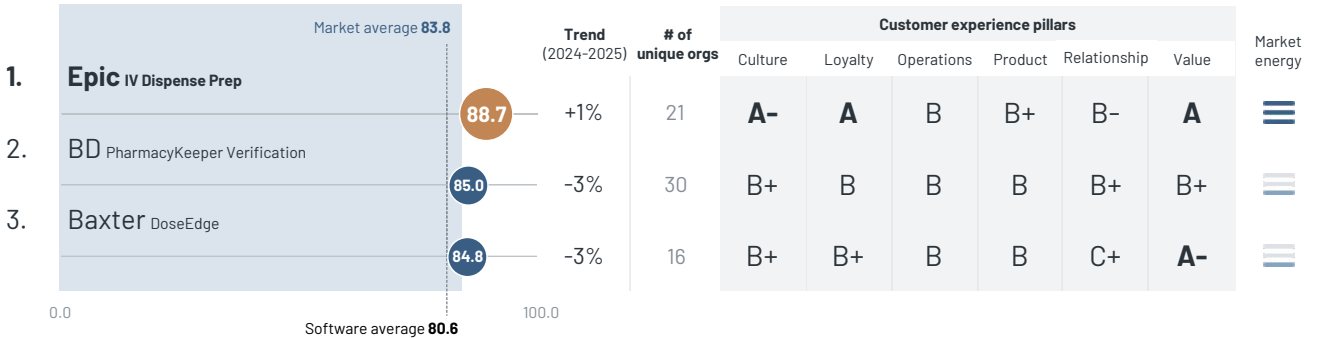 Market average 83.8
Trend
(2024-2025)
# of
unique orgs
Customer experience pillars
Culture Loyalty Operations Product Relationship Value
Market
energy
1. Epic IV Dispense Prep
88.7 +1% 21 A- A B B+ B- A
2. BD PharmacyKeeper Verification
85.0 -3% 30 B+ B B B B+ B+
3. Baxter DoseEdge
84.8 -3% 16 B+ B+ B B C+ A-
0.0 100.0
Software average 80.6